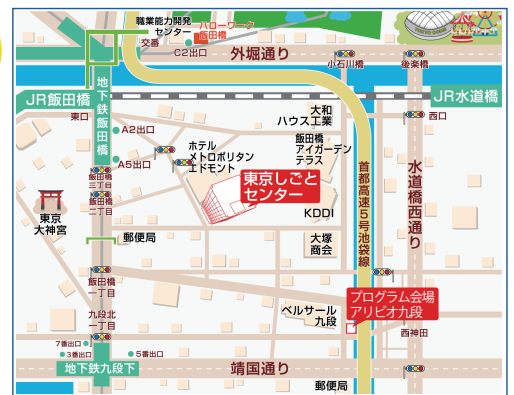 職業能力開発
センター
ハローワーク
飯田橋
交番
C2出口
外堀通り
小石川橋
後楽橋
JR飯田橋
地下鉄飯田橋
JR水道橋
東口
西口
A2出口
大和
ハウス工業
ホテル
メトロポリタン
エドモント
飯田橋
アイガーデン
テラス
A5出口
飯田橋
三丁目
東京しごと
センター
首都高速5号池袋線
水道橋西通り
飯田橋
二丁目
東京
大神宮
KDDI
郵便局
大塚
商会
飯田橋
一丁目
プログラム会場
アリビオ九段
ベルサール
九段
九段北
一丁目
西神田
7番出口
3番出口
5番出口
地下鉄九段下
靖国通り
郵便局